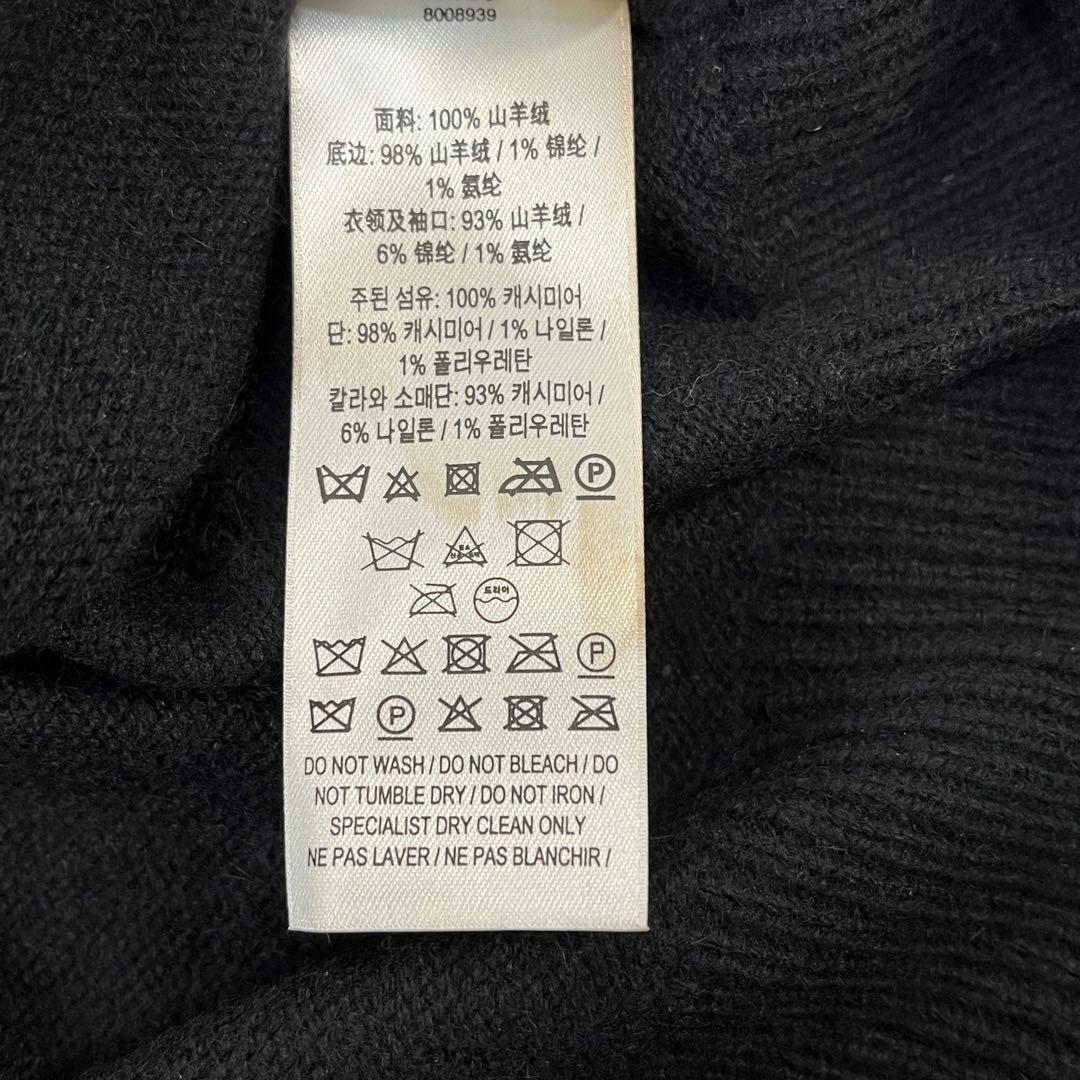 8008939
面料: 100% 山羊绒
底边: 98% 山羊绒 / 1% 锦纶 /
1% 氨纶
衣领及袖口: 93% 山羊绒 /
6% 锦纶 / 1% 氨纶
주된 섬유: 100% 캐시미어
단: 98% 캐시미어 / 1% 나일론 /
1% 폴리우레탄
칼라와 소매단: 93% 캐시미어 /
6% 나일론 / 1% 폴리우레탄
P
드라이
P
P
DO NOT WASH / DO NOT BLEACH / DO
NOT TUMBLE DRY / DO NOT IRON /
SPECIALIST DRY CLEAN ONLY
NE PAS LAVER / NE PAS BLANCHIR /